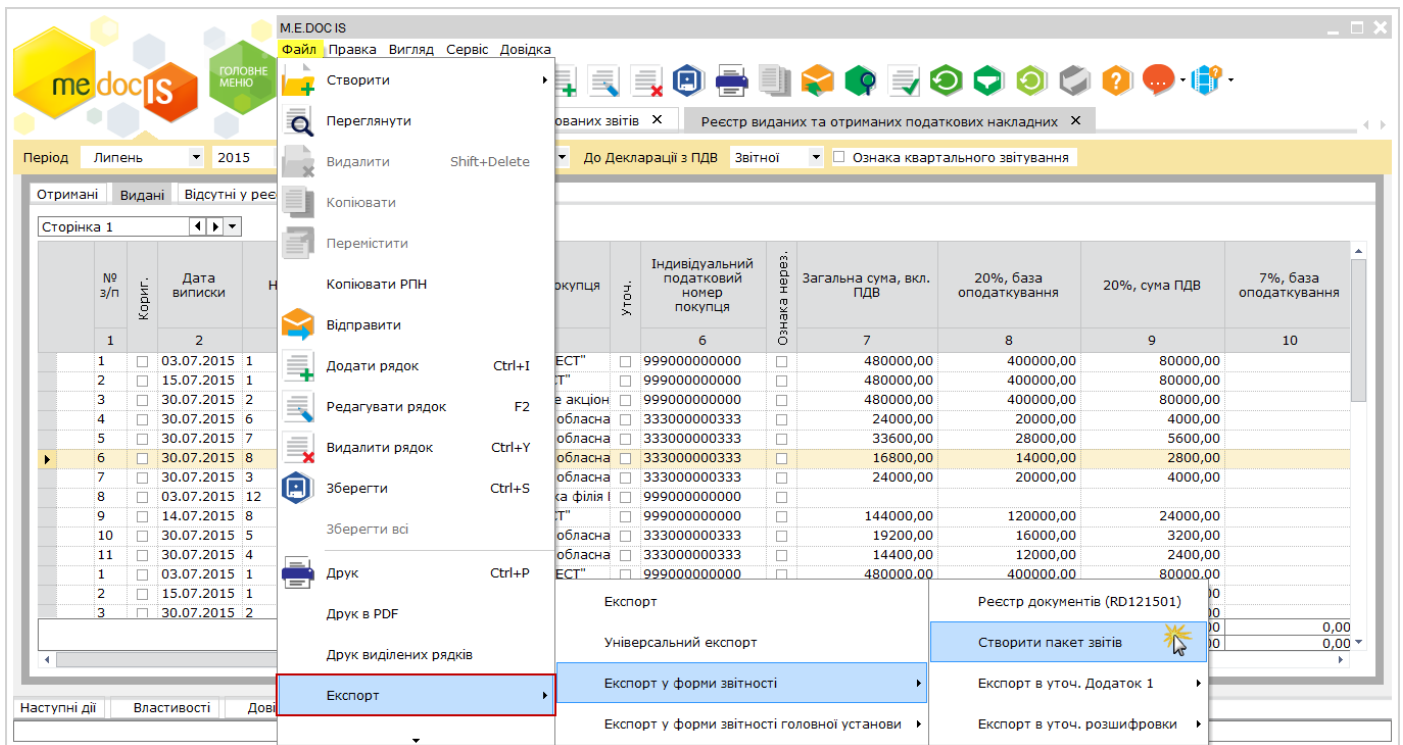 M.E.DOC IS
Файл Правка Вигляд Сервіс Довідка
me doc IS
ГОЛОВНЕ МЕНЮ
Створити
Переглянути
Видалити Shift+Delete
Копіювати
Перемістити
Копіювати РПН
Відправити
Додати рядок Ctrl+I
Редагувати рядок F2
Видалити рядок Ctrl+Y
Зберегти Ctrl+S
Зберегти всі
Друк Ctrl+P
Друк в PDF
Друк виділених рядків
Експорт
ованих звітів X Реєстр виданих та отриманих податкових накладних X
Період Липень 2015 До Декларації з ПДВ Звітної Ознака квартального звітування
Отримані Видані Відсутні у реє
Сторінка 1
№ з/п Кориг. Дата виписки Н окупця Уточ. Індивідуальний податковий номер покупця Ознака нерез. Загальна сума, вкл. ПДВ 20%, база оподаткування 20%, сума ПДВ 7%, база оподаткування
1 2 6 7 8 9 10
1 03.07.2015 1 ЕСТ" 999000000000 480000,00 400000,00 80000,00
2 15.07.2015 1 Т" 999000000000 480000,00 400000,00 80000,00
3 30.07.2015 2 е акціон 999000000000 480000,00 400000,00 80000,00
4 30.07.2015 6 обласна 333000000333 24000,00 20000,00 4000,00
5 30.07.2015 7 обласна 333000000333 33600,00 28000,00 5600,00
6 30.07.2015 8 обласна 333000000333 16800,00 14000,00 2800,00
7 30.07.2015 3 обласна 333000000333 24000,00 20000,00 4000,00
8 03.07.2015 12 ка філія 999000000000
9 14.07.2015 8 Т" 999000000000 144000,00 120000,00 24000,00
10 30.07.2015 5 обласна 333000000333 19200,00 16000,00 3200,00
11 30.07.2015 4 обласна 333000000333 14400,00 12000,00 2400,00
1 03.07.2015 1 ЕСТ" 999000000000 480000,00 400000,00 80000,00
2 15.07.2015 1
3 30.07.2015 2
0,00
0,00
Експорт
Універсальний експорт
Експорт у форми звітності
Експорт у форми звітності головної установи
Реєстр документів (RD121501)
Створити пакет звітів
Експорт в уточ. Додаток 1
Експорт в уточ. розшифровки
Наступні дії Властивості Дові